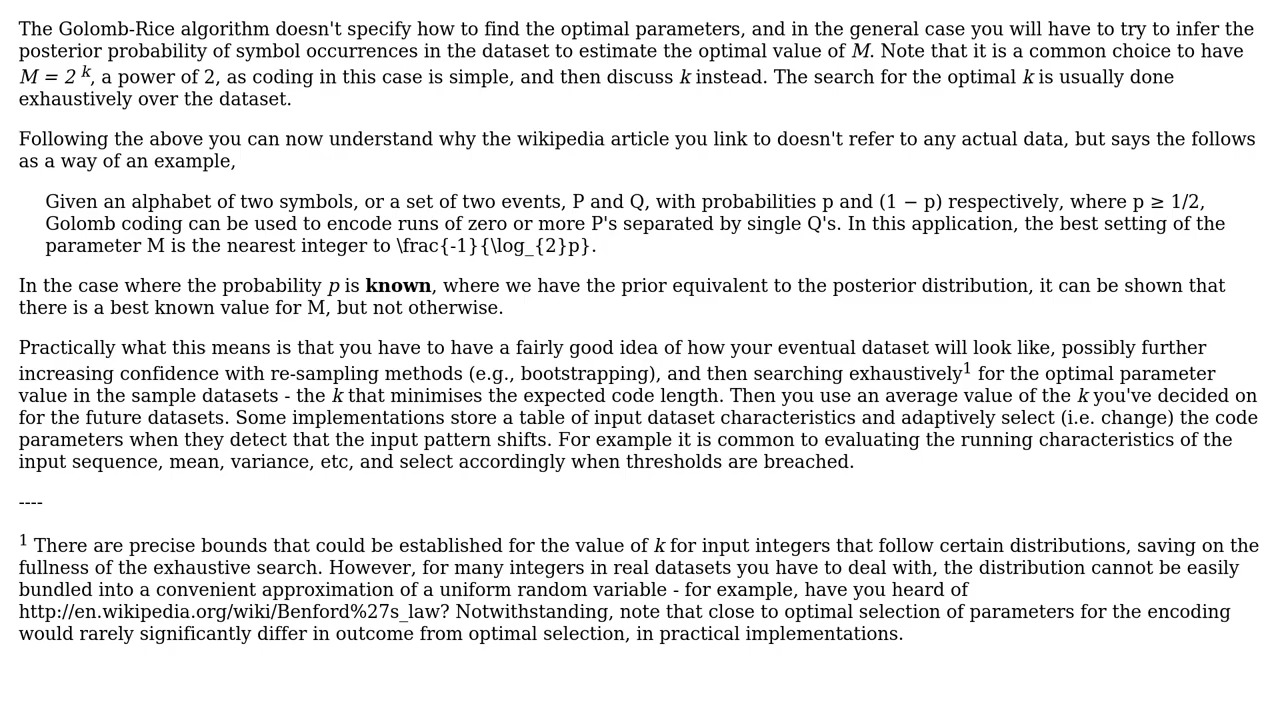 The Golomb-Rice algorithm doesn't specify how to find the optimal parameters, and in the general case you will have to try to infer the
posterior probability of symbol occurrences in the dataset to estimate the optimal value of M. Note that it is a common choice to have
M = 2 k, a power of 2, as coding in this case is simple, and then discuss k instead. The search for the optimal k is usually done
exhaustively over the dataset.
Following the above you can now understand why the wikipedia article you link to doesn't refer to any actual data, but says the follows
as a way of an example,
Given an alphabet of two symbols, or a set of two events, P and Q, with probabilities p and (1 − p) respectively, where p ≥ 1/2,
Golomb coding can be used to encode runs of zero or more P's separated by single Q's. In this application, the best setting of the
parameter M is the nearest integer to \frac{-1}{\log_{2}p}.
In the case where the probability p is known, where we have the prior equivalent to the posterior distribution, it can be shown that
there is a best known value for M, but not otherwise.
Practically what this means is that you have to have a fairly good idea of how your eventual dataset will look like, possibly further
increasing confidence with re-sampling methods (e.g., bootstrapping), and then searching exhaustively1 for the optimal parameter
value in the sample datasets - the k that minimises the expected code length. Then you use an average value of the k you've decided on
for the future datasets. Some implementations store a table of input dataset characteristics and adaptively select (i.e. change) the code
parameters when they detect that the input pattern shifts. For example it is common to evaluating the running characteristics of the
input sequence, mean, variance, etc, and select accordingly when thresholds are breached.
----
1 There are precise bounds that could be established for the value of k for input integers that follow certain distributions, saving on the
fullness of the exhaustive search. However, for many integers in real datasets you have to deal with, the distribution cannot be easily
bundled into a convenient approximation of a uniform random variable - for example, have you heard of
http://en.wikipedia.org/wiki/Benford%27s_law? Notwithstanding, note that close to optimal selection of parameters for the encoding
would rarely significantly differ in outcome from optimal selection, in practical implementations.